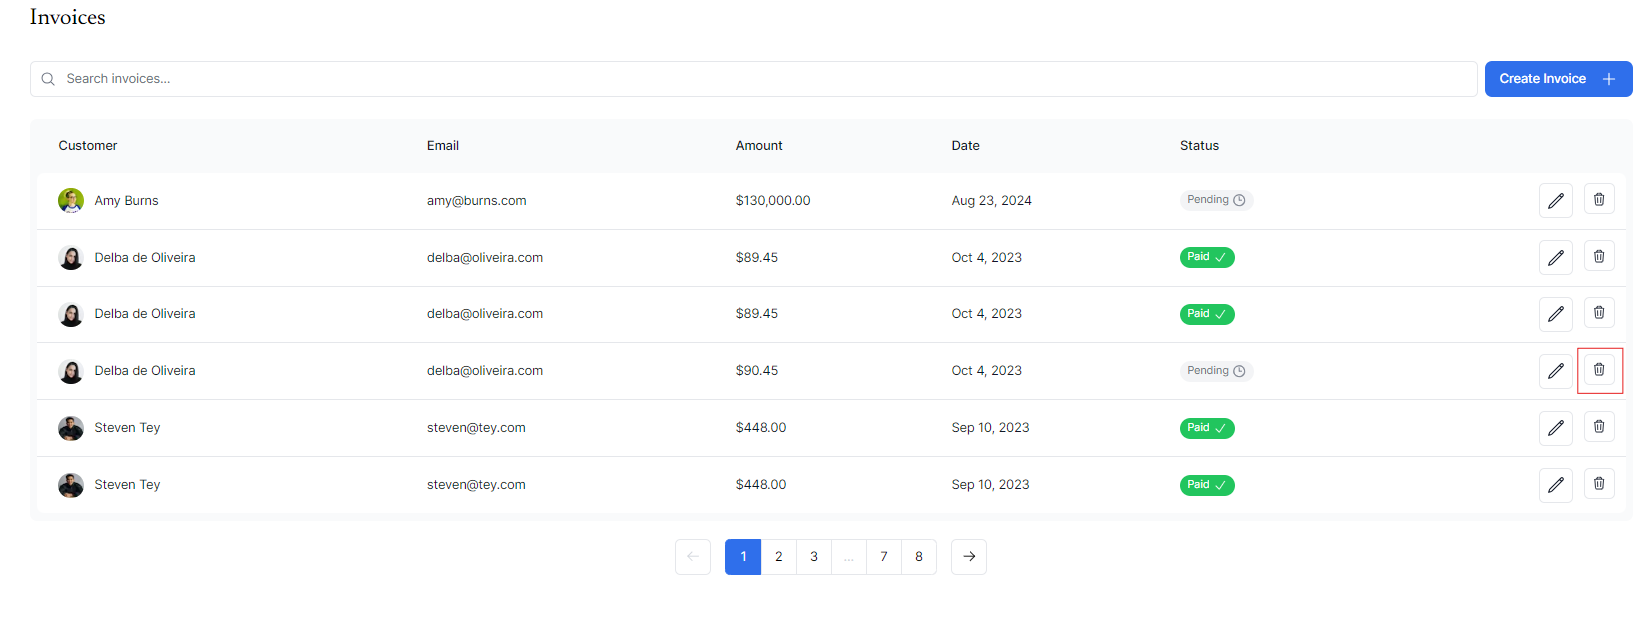 Invoices
Search invoices...
Create Invoice
Customer Email Amount Date Status
Amy Burns amy@burns.com $130,000.00 Aug 23, 2024 Pending
Delba de Oliveira delba@oliveira.com $89.45 Oct 4, 2023 Paid
Delba de Oliveira delba@oliveira.com $89.45 Oct 4, 2023 Paid
Delba de Oliveira delba@oliveira.com $90.45 Oct 4, 2023 Pending
Steven Tey steven@tey.com $448.00 Sep 10, 2023 Paid
Steven Tey steven@tey.com $448.00 Sep 10, 2023 Paid
1 2 3 ... 7 8